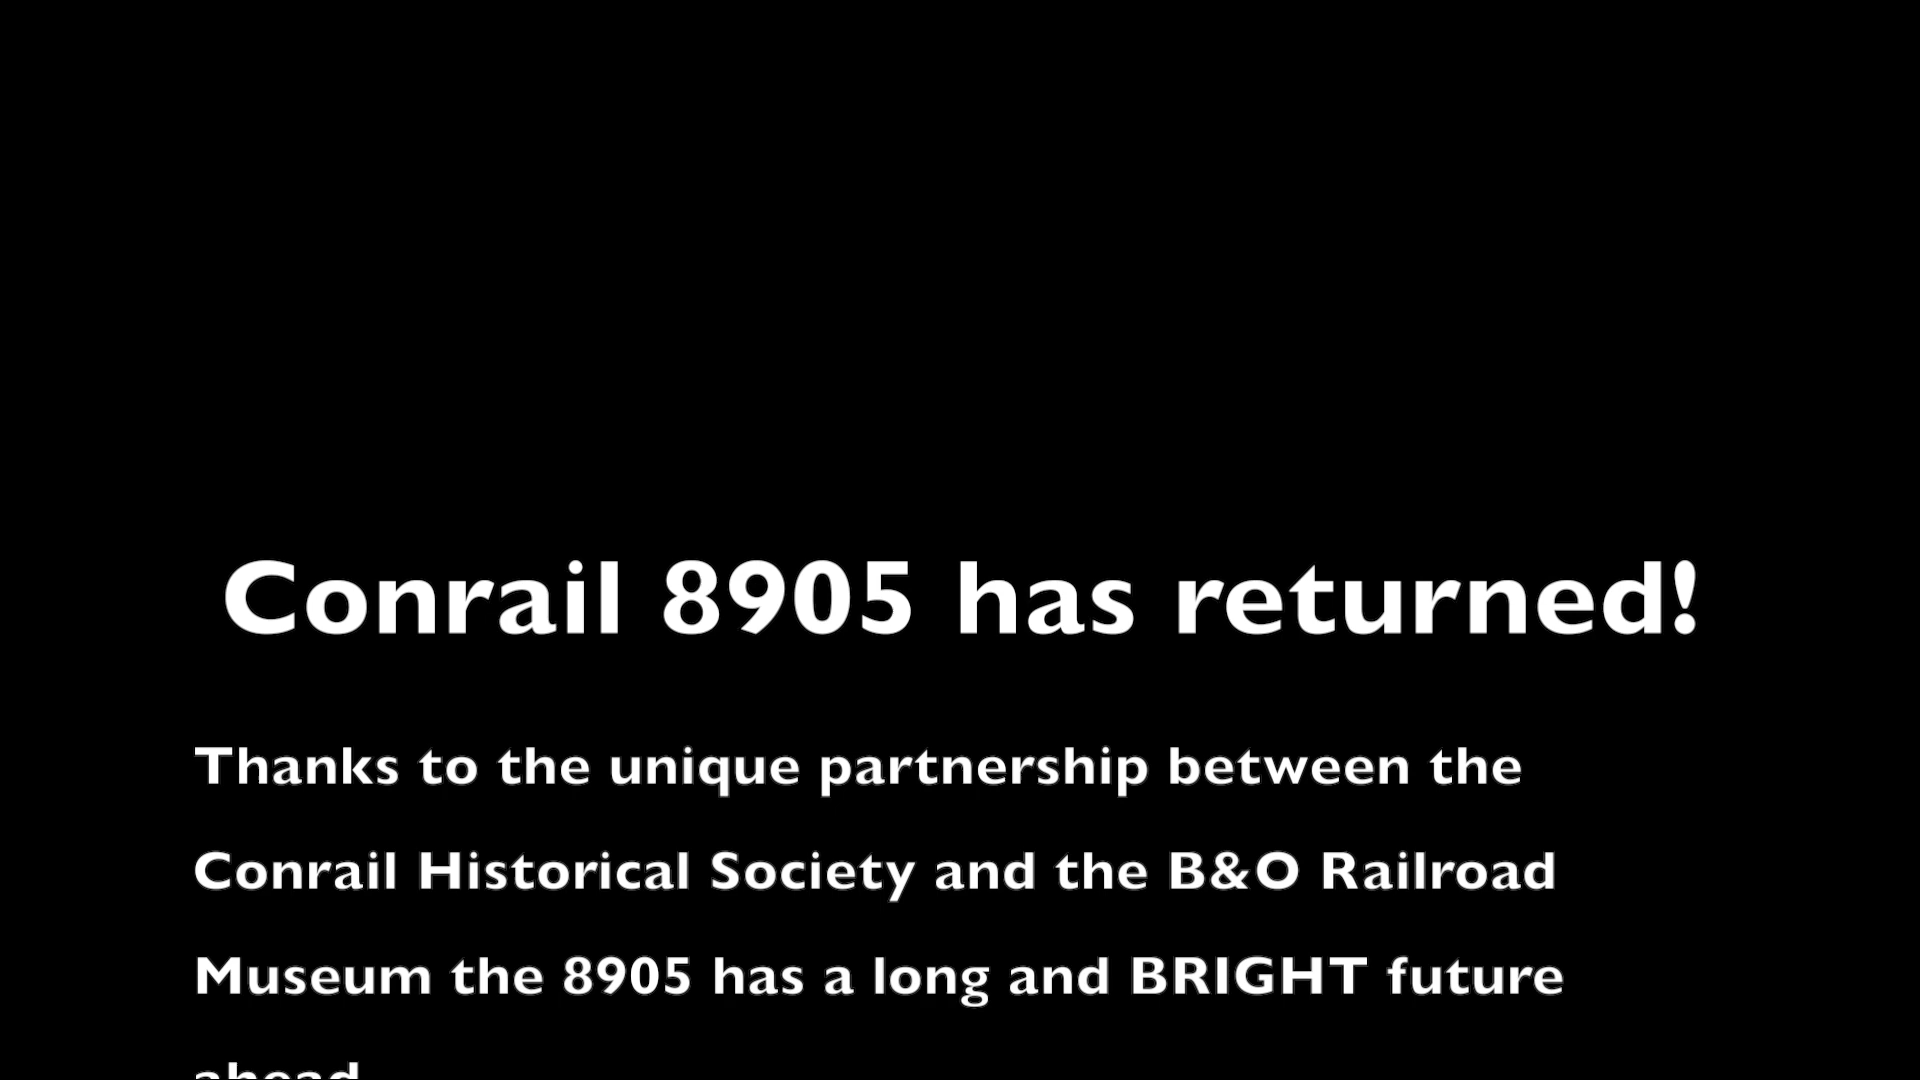 Conrail 8905 has returned!
Thanks to the unique partnership between the
Conrail Historical Society and the B&O Railroad
Museum the 8905 has a long and BRIGHT future
ahead